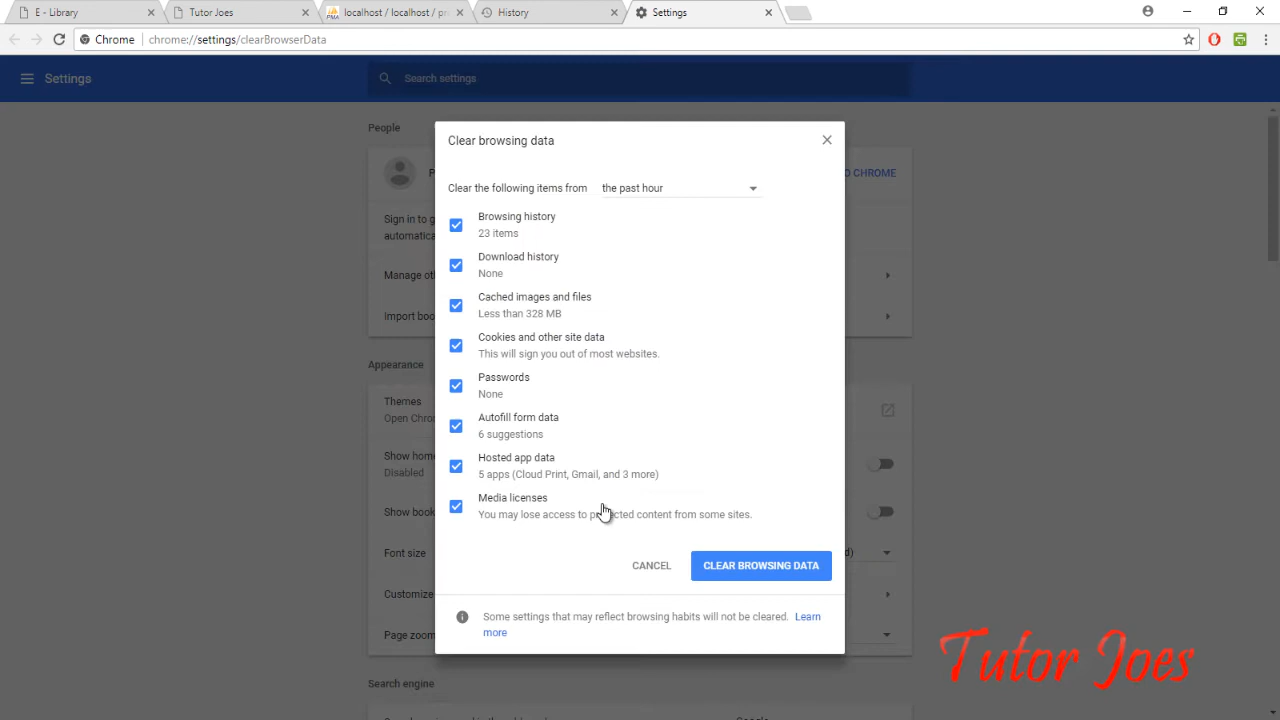 E - Library
Tutor Joes
localhost / localhost / pr
History
Settings
Chrome
chrome://settings/clearBrowserData
Settings
Search settings
People
P
O CHROME
Sign in to g
automatica
Manage ot
Import boo
Appearance
Themes
Open Chro
Show hom
Disabled
Show book
Font size
d)
Customize
Page zoom
Search engine
Clear browsing data
Clear the following items from the past hour
Browsing history
23 items
Download history
None
Cached images and files
Less than 328 MB
Cookies and other site data
This will sign you out of most websites.
Passwords
None
Autofill form data
6 suggestions
Hosted app data
5 apps (Cloud Print, Gmail, and 3 more)
Media licenses
You may lose access to protected content from some sites.
CANCEL
CLEAR BROWSING DATA
Some settings that may reflect browsing habits will not be cleared. Learn
more
Tutor Joes